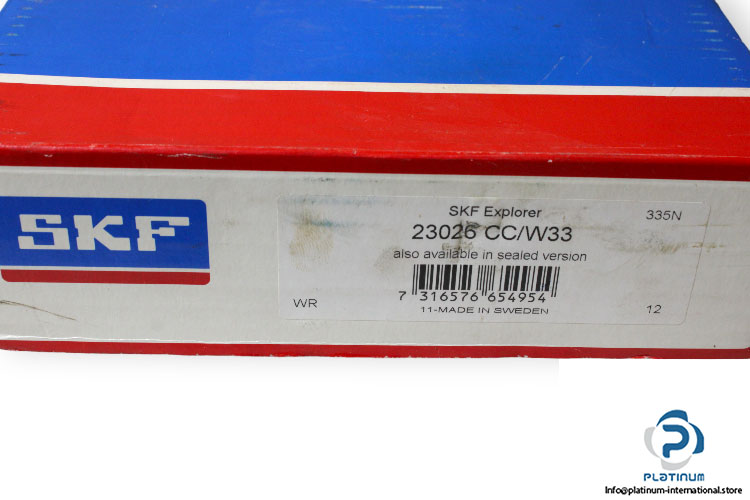 SKF
SKF Explorer
335N
23026 CC/W33
also available in sealed version
7 316576 654954
WR
11-MADE IN SWEDEN
12
PLATINUM
Info@platinum-international.store